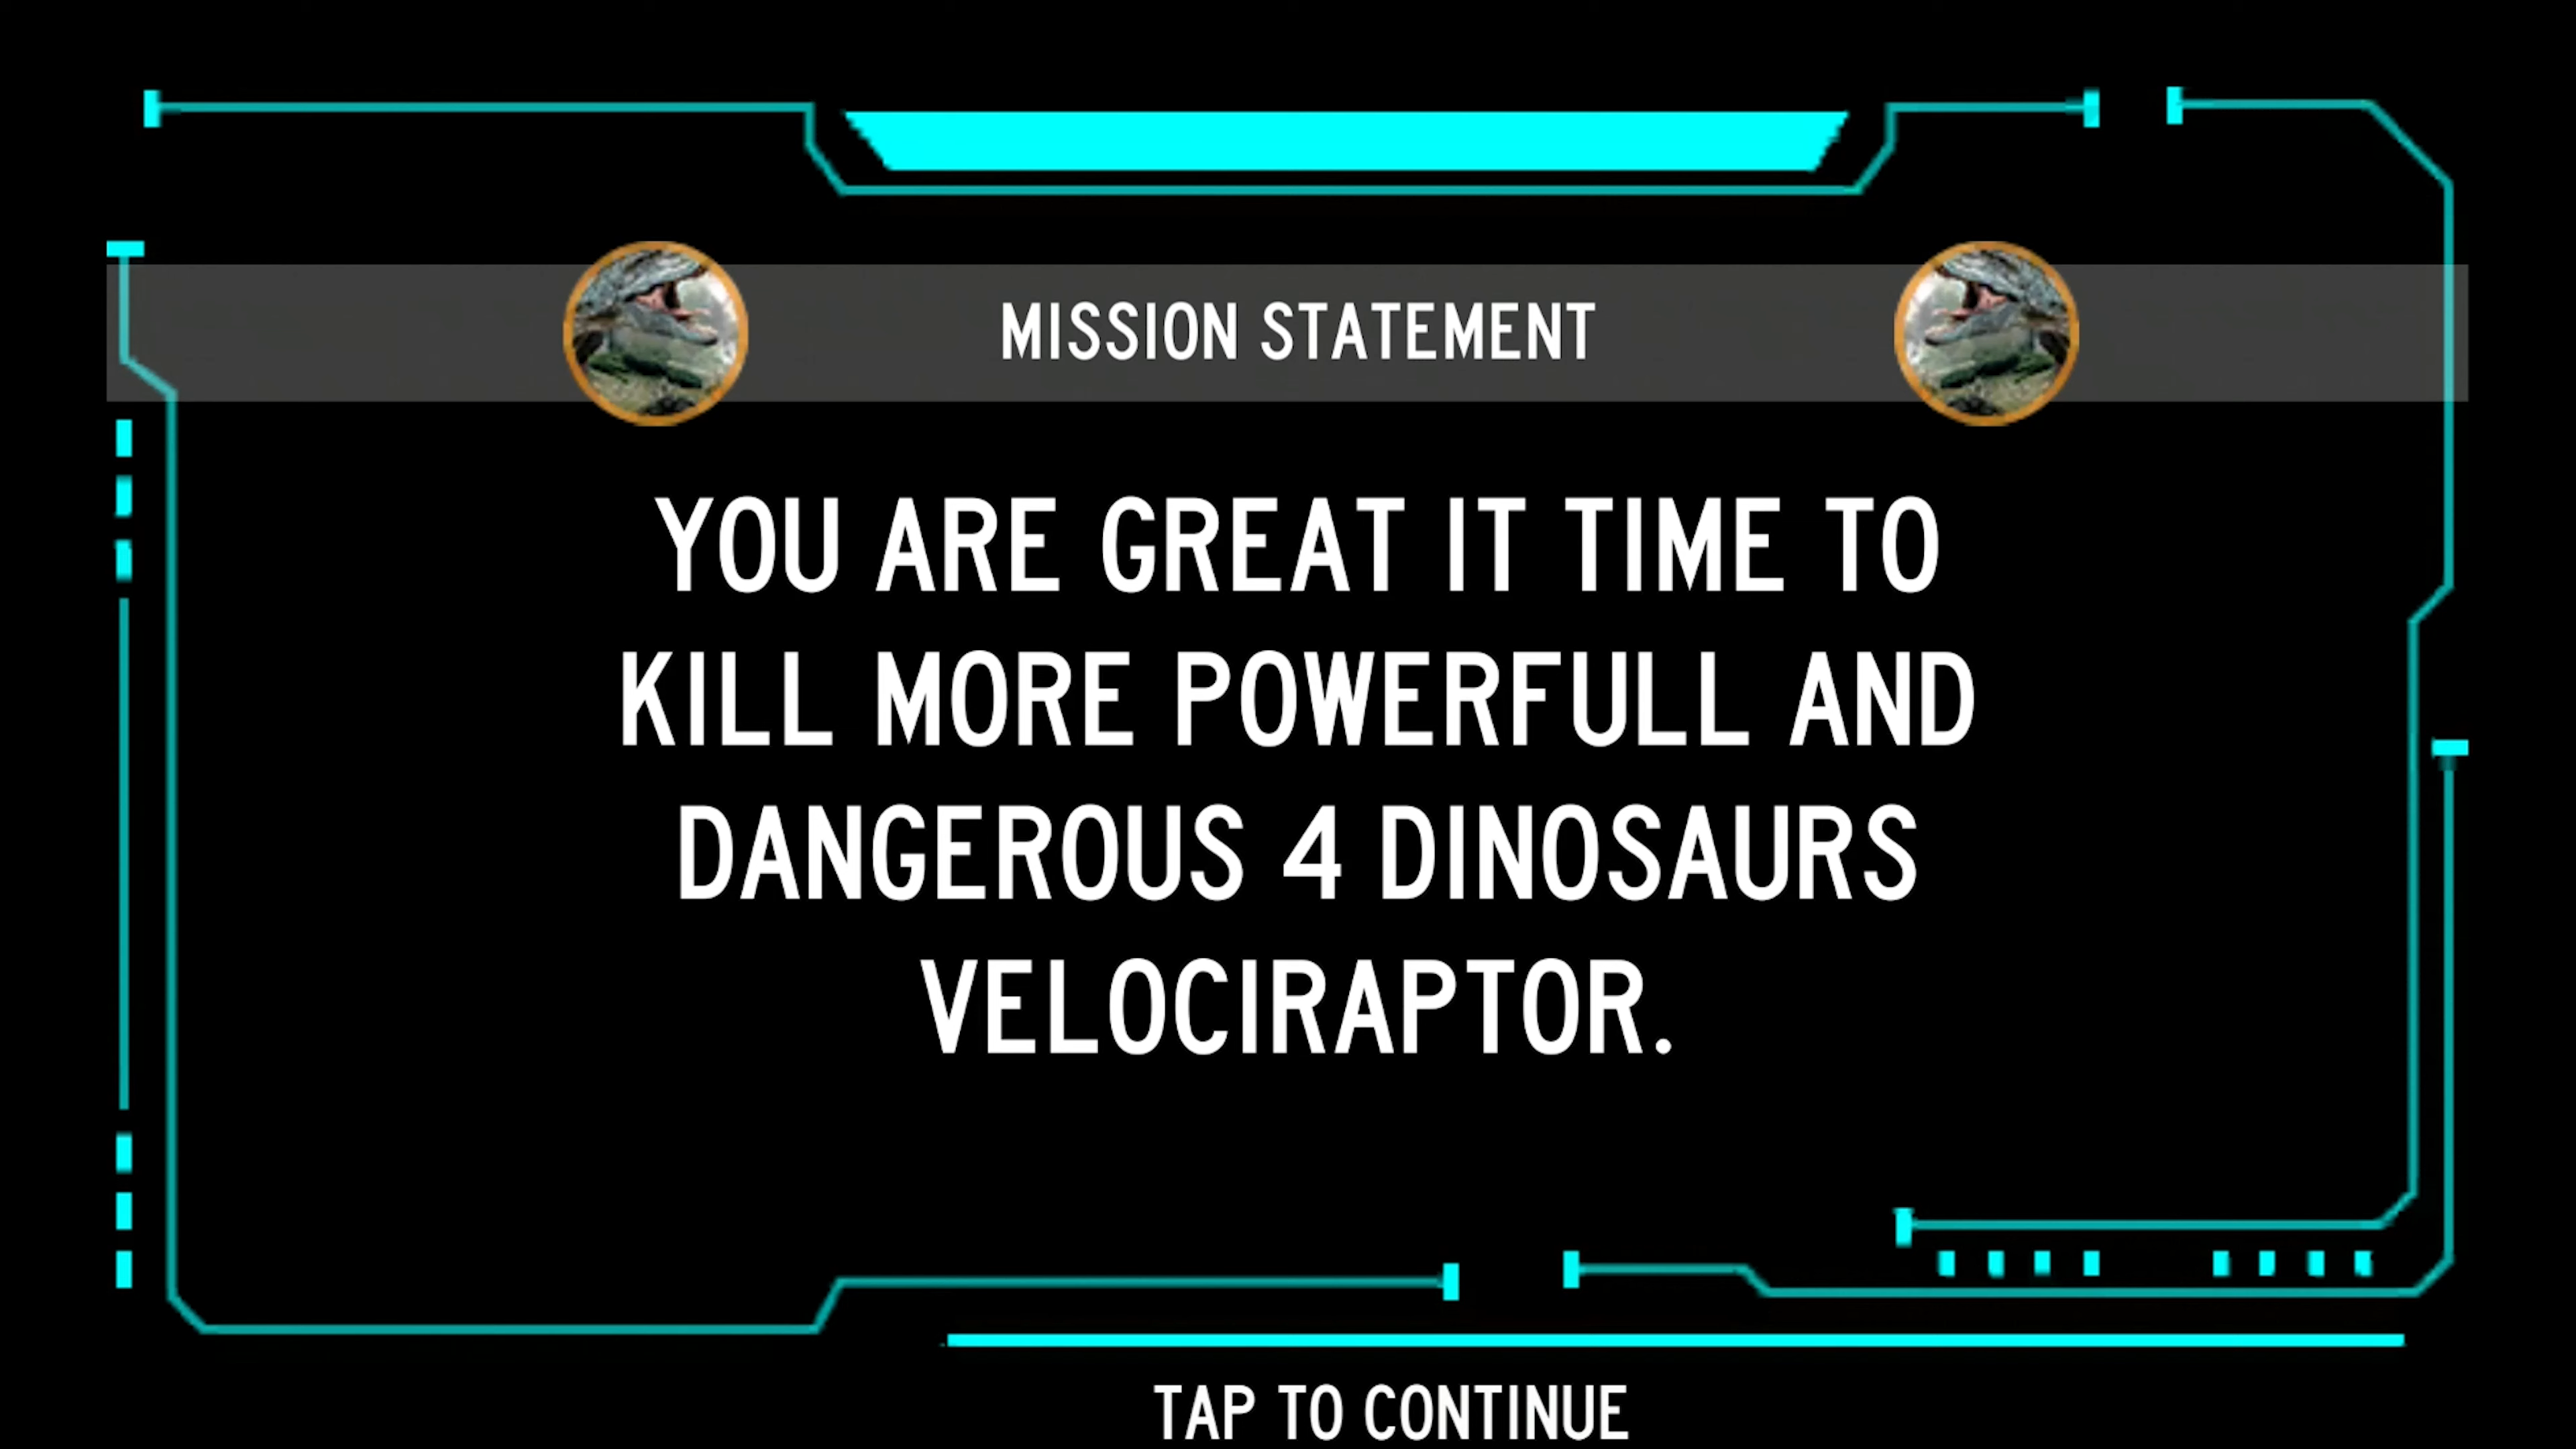 MISSION STATEMENT
YOU ARE GREAT IT TIME TO
KILL MORE POWERFULL AND
DANGEROUS 4 DINOSAURS
VELOCIRAPTOR.
TAP TO CONTINUE